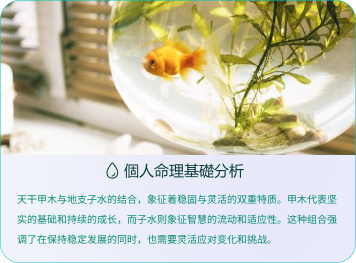 個人命理基礎分析
天干甲木与地支子水的结合，象征着稳固与灵活的双重特质。甲木代表坚
实的基础和持续的成长，而子水则象征智慧的流动和适应性。这种组合强
调了在保持稳定发展的同时，也需要灵活应对变化和挑战。